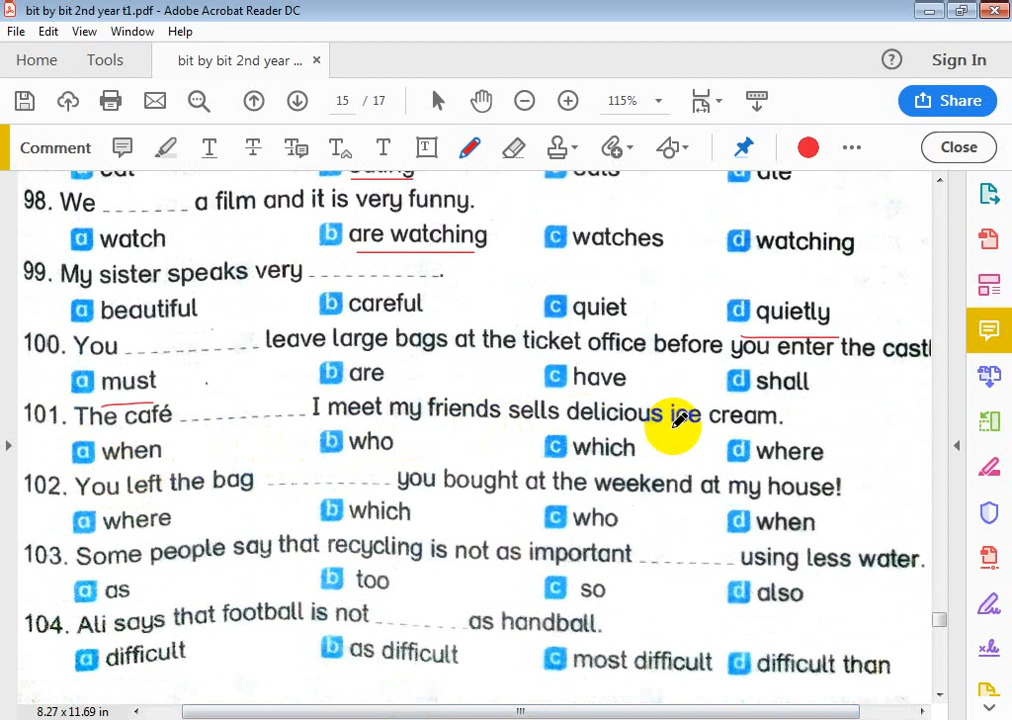 bit by bit 2nd year t1.pdf - Adobe Acrobat Reader DC
File Edit View Window Help
Home Tools bit by bit 2nd year ... × ? Sign In
15 / 17 115% Share
Comment Close
98. We _______ a film and it is very funny.
a watch b are watching c watches d watching
99. My sister speaks very ___________.
a beautiful b careful c quiet d quietly
100. You ___________ leave large bags at the ticket office before you enter the castl
a must b are c have d shall
101. The café ___________ I meet my friends sells delicious ice cream.
a when b who c which d where
102. You left the bag __________ you bought at the weekend at my house!
a where b which c who d when
103. Some people say that recycling is not as important ________ using less water.
a as b too c so d also
104. Ali says that football is not ________ as handball.
a difficult b as difficult c most difficult d difficult than
8.27 x 11.69 in